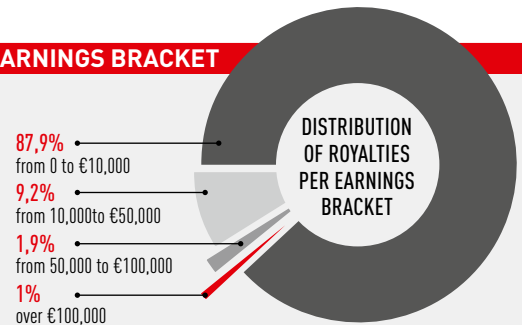 ARNINGS BRACKET
87,9%
from 0 to €10,000
9,2%
from 10,000to €50,000
1,9%
from 50,000 to €100,000
1%
over €100,000
DISTRIBUTION
OF ROYALTIES
PER EARNINGS
BRACKET